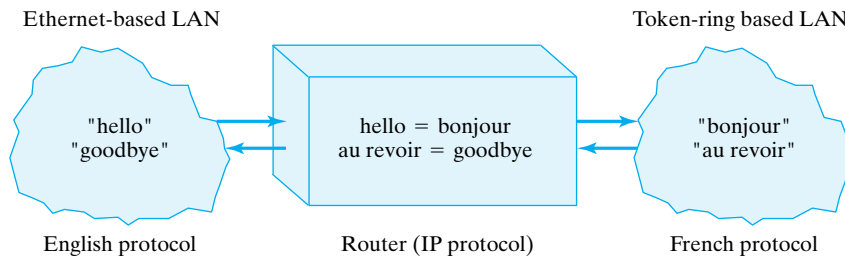 Ethernet-based LAN
Token-ring based LAN
"hello"
"goodbye"
hello = bonjour
au revoir = goodbye
"bonjour"
"au revoir"
English protocol
Router (IP protocol)
French protocol